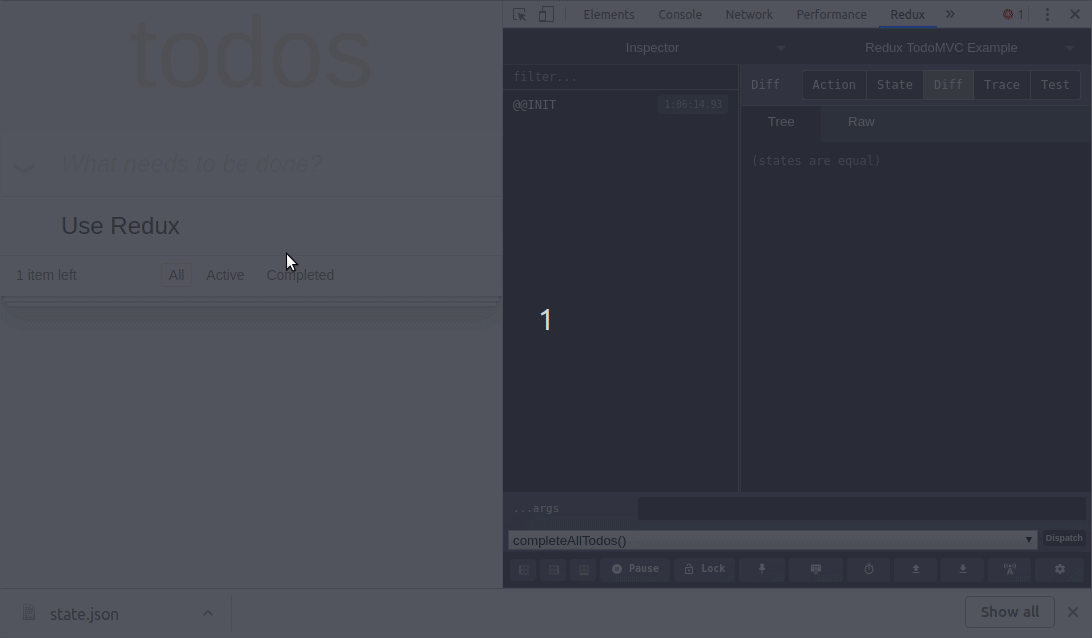 todos
What needs to be done?
Use Redux
1 item left All Active Completed
Elements Console Network Performance Redux » 1
Inspector Redux TodoMVC Example
filter...
@@INIT 1:06:14.93
Diff Action State Diff Trace Test
Tree Raw
(states are equal)
1
...args
completeAllTodos() Dispatch
Pause Lock
state.json Show all